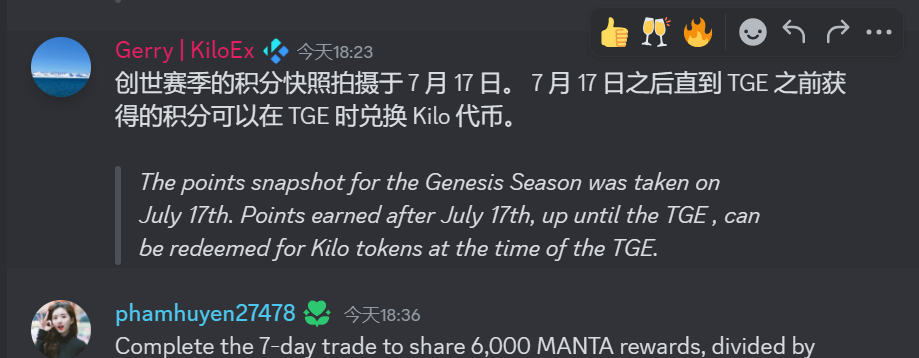 Gerry | KiloEx 今天18:23
创世赛季的积分快照拍摄于 7 月 17 日。 7 月 17 日之后直到 TGE 之前获
得的积分可以在 TGE 时兑换 Kilo 代币。
The points snapshot for the Genesis Season was taken on
July 17th. Points earned after July 17th, up until the TGE , can
be redeemed for Kilo tokens at the time of the TGE.
phamhuyen27478 今天18:36
Complete the 7-day trade to share 6,000 MANTA rewards, divided by